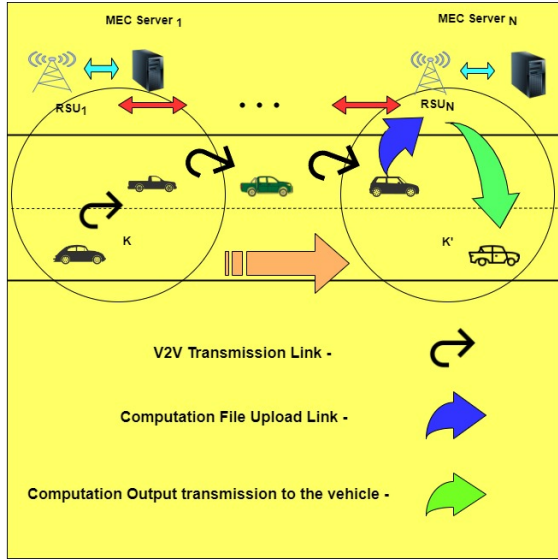 MEC Server 1
MEC Server N
RSU1
RSUN
. . .
K
K'
V2V Transmission Link -
Computation File Upload Link -
Computation Output transmission to the vehicle -